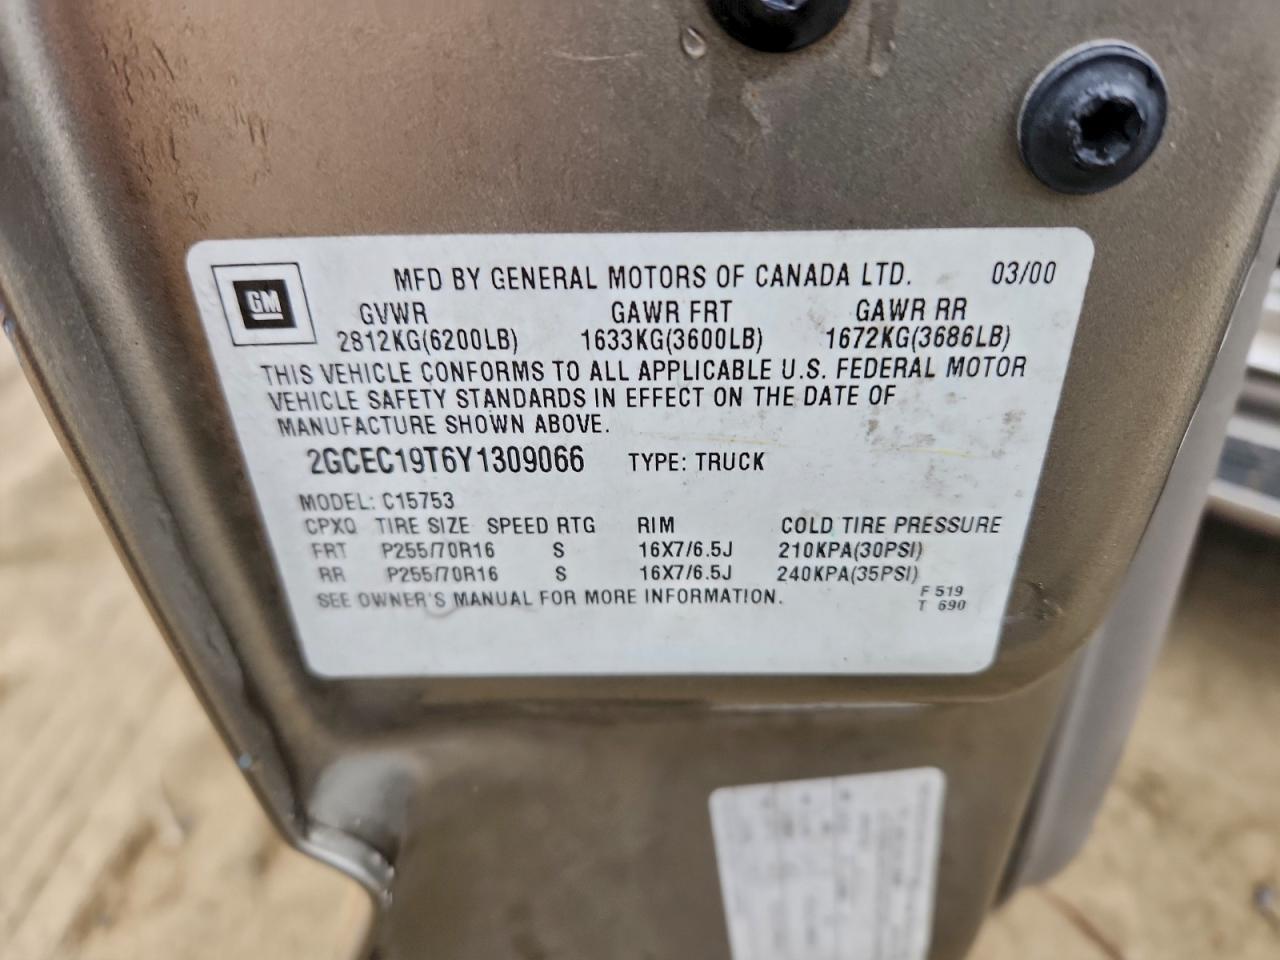 MFD BY GENERAL MOTORS OF CANADA LTD. 03/00
GM
GVWR GAWR FRT GAWR RR
2812KG(6200LB) 1633KG(3600LB) 1672KG(3686LB)
THIS VEHICLE CONFORMS TO ALL APPLICABLE U.S. FEDERAL MOTOR
VEHICLE SAFETY STANDARDS IN EFFECT ON THE DATE OF
MANUFACTURE SHOWN ABOVE.
2GCEC19T6Y1309066 TYPE: TRUCK
MODEL: C15753
CPXQ TIRE SIZE SPEED RTG RIM COLD TIRE PRESSURE
FRT P255/70R16 S 16X7/6.5J 210KPA(30PSI)
RR P255/70R16 S 16X7/6.5J 240KPA(35PSI)
SEE OWNER'S MANUAL FOR MORE INFORMATION. F 519
T 690